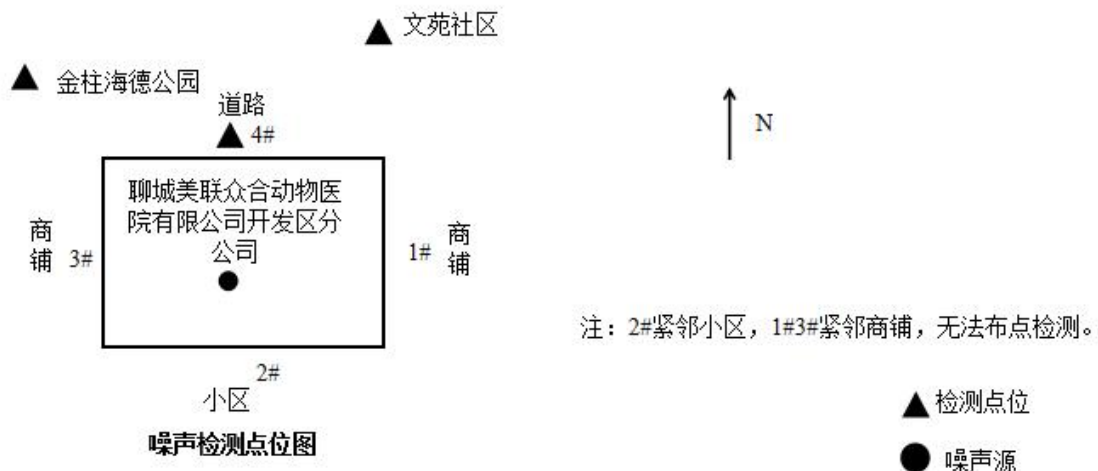 文苑社区
金柱海德公园
道路
4#
N
聊城美联众合动物医
院有限公司开发区分
公司
商
铺
3#
1#
商
铺
注：2#紧邻小区，1#3#紧邻商铺，无法布点检测。
2#
小区
检测点位
噪声检测点位图
噪声源